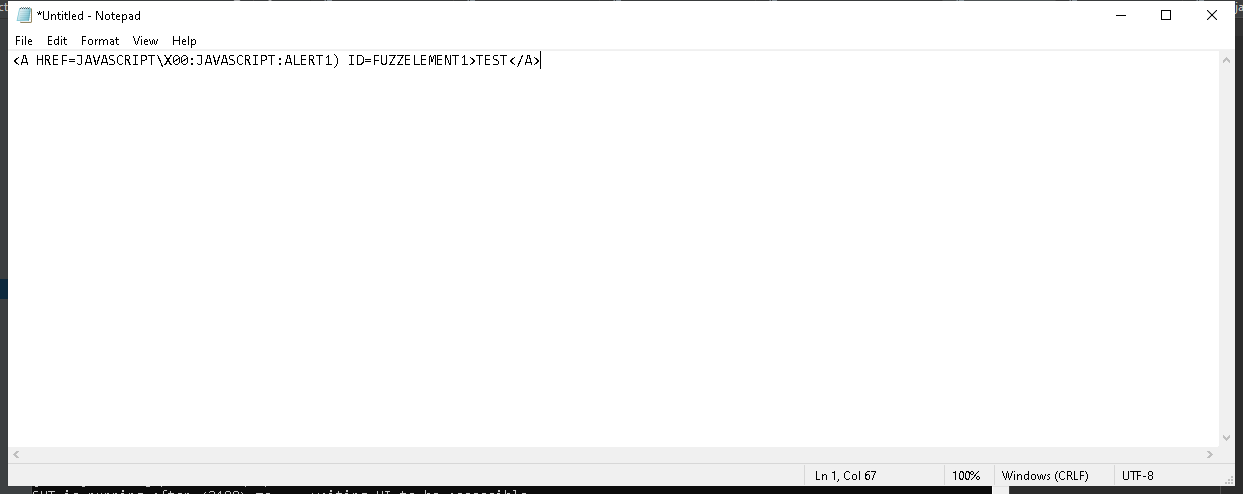 *Untitled - Notepad
File Edit Format View Help
<A HREF=JAVASCRIPT\X00:JAVASCRIPT:ALERT1) ID=FUZZELEMENT1>TEST</A>
Ln 1, Col 67 100% Windows (CRLF) UTF-8